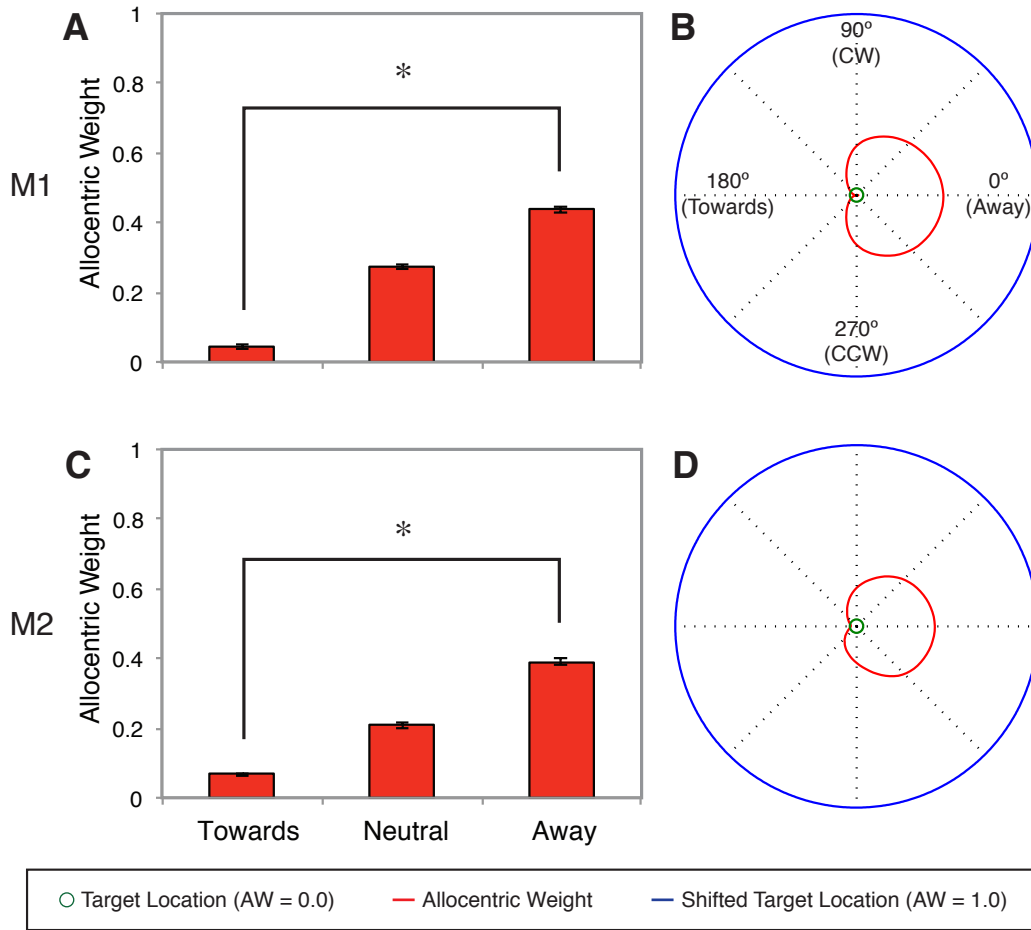 A
1
0.8
0.6
0.4
0.2
0
Allocentric Weight
M1
*
B
90º
(CW)
180º
(Towards)
0º
(Away)
270º
(CCW)
C
1
0.8
0.6
0.4
0.2
0
Allocentric Weight
M2
*
Towards
Neutral
Away
D
Target Location (AW = 0.0)
Allocentric Weight
Shifted Target Location (AW = 1.0)